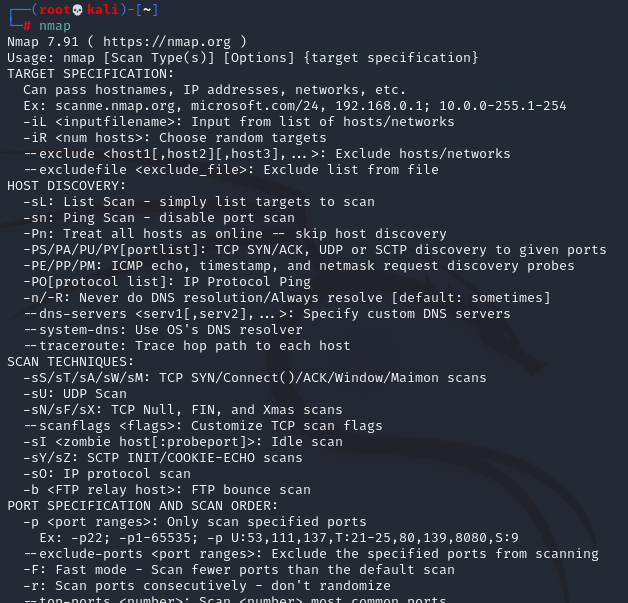 ┌──(root💀kali)-[~]
└─# nmap
Nmap 7.91 ( https://nmap.org )
Usage: nmap [Scan Type(s)] [Options] {target specification}
TARGET SPECIFICATION:
  Can pass hostnames, IP addresses, networks, etc.
  Ex: scanme.nmap.org, microsoft.com/24, 192.168.0.1; 10.0.0-255.1-254
  -iL <inputfilename>: Input from list of hosts/networks
  -iR <num hosts>: Choose random targets
  --exclude <host1[,host2][,host3],...>: Exclude hosts/networks
  --excludefile <exclude_file>: Exclude list from file
HOST DISCOVERY:
  -sL: List Scan - simply list targets to scan
  -sn: Ping Scan - disable port scan
  -Pn: Treat all hosts as online -- skip host discovery
  -PS/PA/PU/PY[portlist]: TCP SYN/ACK, UDP or SCTP discovery to given ports
  -PE/PP/PM: ICMP echo, timestamp, and netmask request discovery probes
  -PO[protocol list]: IP Protocol Ping
  -n/-R: Never do DNS resolution/Always resolve [default: sometimes]
  --dns-servers <serv1[,serv2],...>: Specify custom DNS servers
  --system-dns: Use OS's DNS resolver
  --traceroute: Trace hop path to each host
SCAN TECHNIQUES:
  -sS/sT/sA/sW/sM: TCP SYN/Connect()/ACK/Window/Maimon scans
  -sU: UDP Scan
  -sN/sF/sX: TCP Null, FIN, and Xmas scans
  --scanflags <flags>: Customize TCP scan flags
  -sI <zombie host[:probeport]>: Idle scan
  -sY/sZ: SCTP INIT/COOKIE-ECHO scans
  -sO: IP protocol scan
  -b <FTP relay host>: FTP bounce scan
PORT SPECIFICATION AND SCAN ORDER:
  -p <port ranges>: Only scan specified ports
    Ex: -p22; -p1-65535; -p U:53,111,137,T:21-25,80,139,8080,S:9
  --exclude-ports <port ranges>: Exclude the specified ports from scanning
  -F: Fast mode - Scan fewer ports than the default scan
  -r: Scan ports consecutively - don't randomize
  --top-ports <number>: Scan <number> most common ports